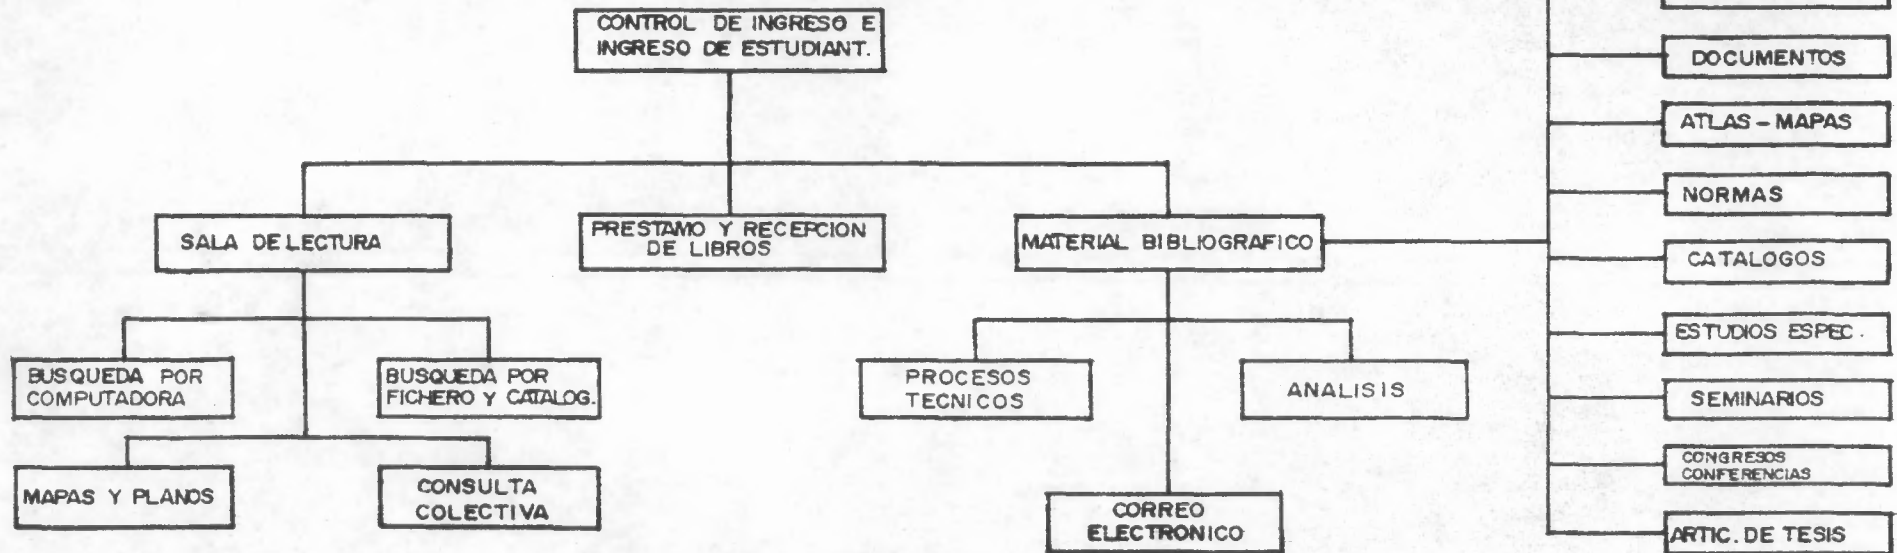 CONTROL DE INGRESO E
INGRESO DE ESTUDIANT.
SALA DE LECTURA
PRESTAMO Y RECEPCION
DE LIBROS
MATERIAL BIBLIOGRAFICO
BUSQUEDA POR
COMPUTADORA
BUSQUEDA POR
FICHERO Y CATALOG.
MAPAS Y PLANOS
CONSULTA
COLECTIVA
PROCESOS
TECNICOS
ANALISIS
CORREO
ELECTRONICO
DOCUMENTOS
ATLAS - MAPAS
NORMAS
CATALOGOS
ESTUDIOS ESPEC.
SEMINARIOS
CONGRESOS
CONFERENCIAS
ARTIC. DE TESIS